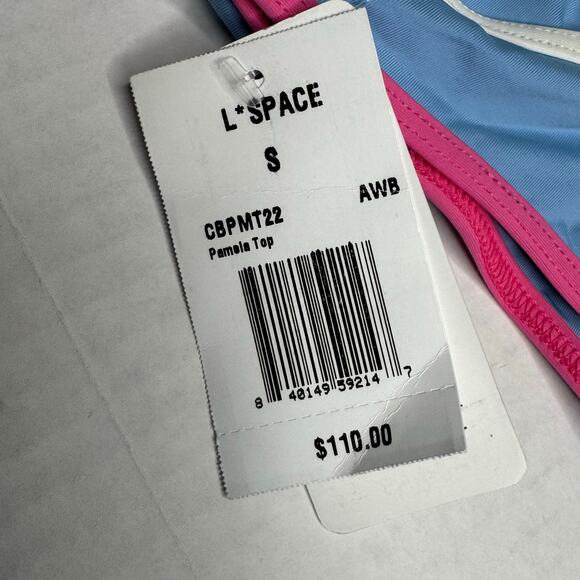 L*SPACE
S
AWB
CBPMT22
Pamela Top
8 40149 59214 7
$110.00